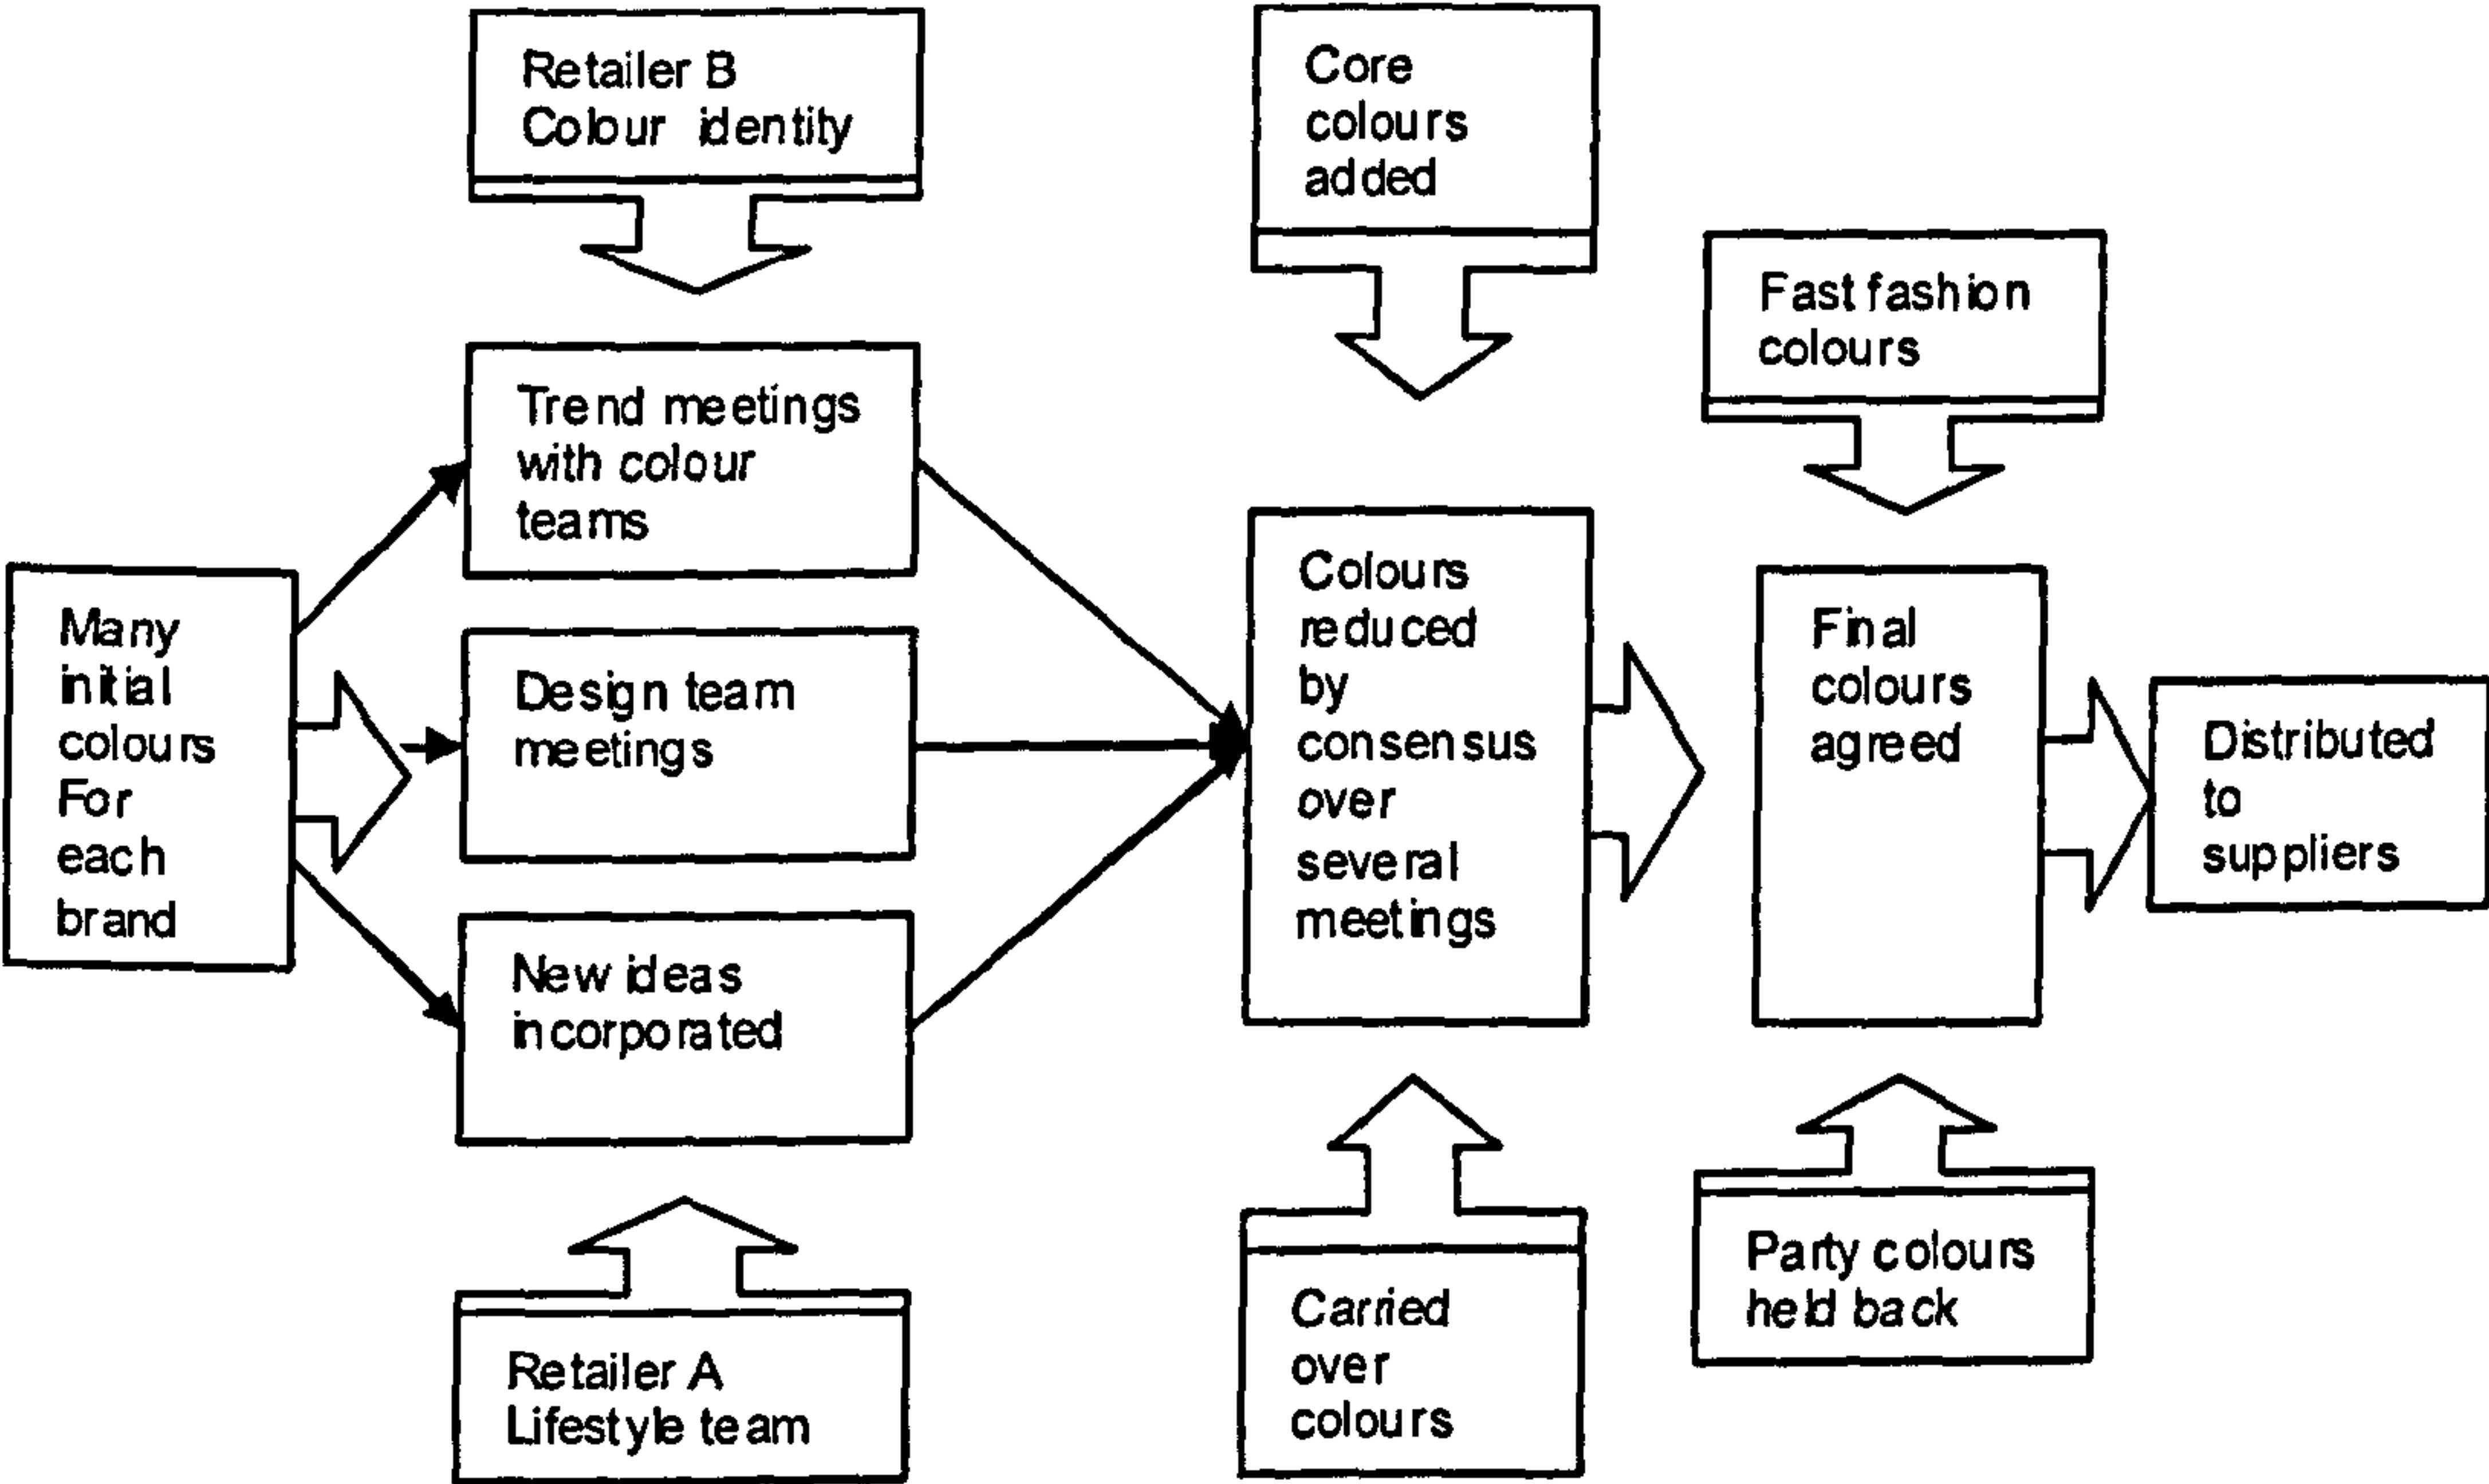 Retailer B
Colour identity
Core
colours
added
Fast fashion
colours
Trend meetings
with colour
teams
Many
initial
colours
For
each
brand
Design team
meetings
New ideas
incorporated
Colours
reduced
by
consensus
over
several
meetings
Final
colours
agreed
Distributed
to
suppliers
Retailer A
Lifestyle team
Carried
over
colours
Party colours
held back